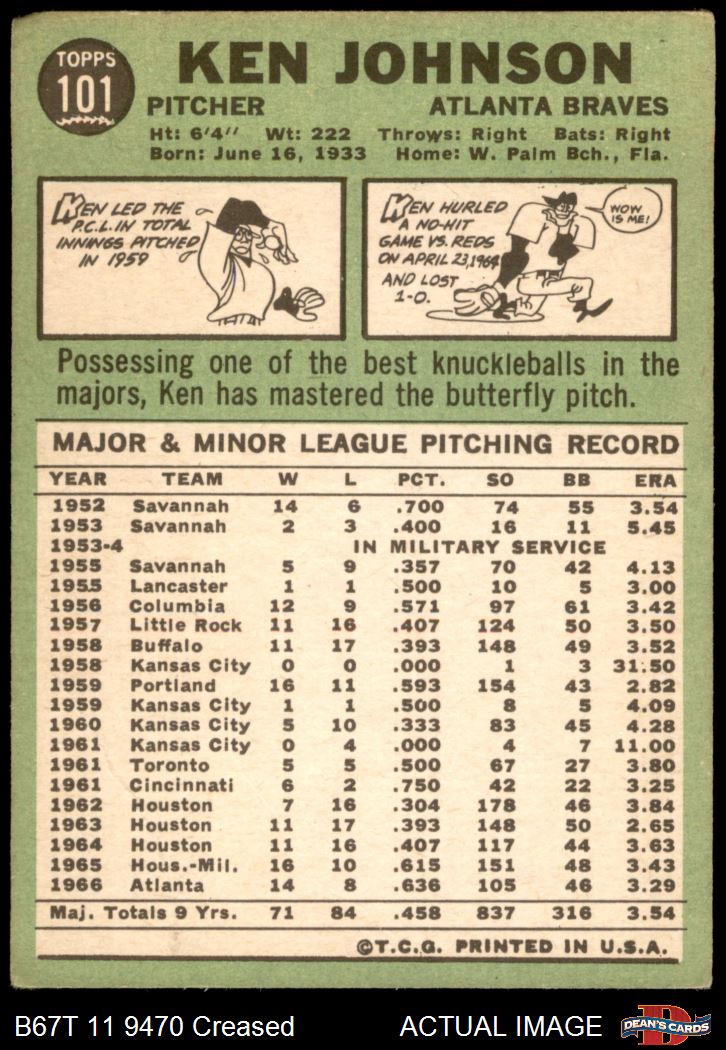 TOPPS
101
KEN JOHNSON
PITCHER ATLANTA BRAVES
Ht: 6'4" Wt: 222 Throws: Right Bats: Right
Born: June 16, 1933 Home: W. Palm Bch., Fla.
KEN LED THE
P.C.L. IN TOTAL
INNINGS PITCHED
IN 1959
KEN HURLED
A NO-HIT
GAME VS. REDS
ON APRIL 23, 1964
AND LOST
1-0.
WOW
IS ME!
Possessing one of the best knuckleballs in the
majors, Ken has mastered the butterfly pitch.
MAJOR & MINOR LEAGUE PITCHING RECORD
YEAR TEAM W L PCT. SO BB ERA
1952 Savannah 14 6 .700 74 55 3.54
1953 Savannah 2 3 .400 16 11 5.45
1953-4 IN MILITARY SERVICE
1955 Savannah 5 9 .357 70 42 4.13
1955 Lancaster 1 1 .500 10 5 3.00
1956 Columbia 12 9 .571 97 61 3.42
1957 Little Rock 11 16 .407 124 50 3.50
1958 Buffalo 11 17 .393 148 49 3.52
1958 Kansas City 0 0 .000 1 3 31.50
1959 Portland 16 11 .593 154 43 2.82
1959 Kansas City 1 1 .500 8 5 4.09
1960 Kansas City 5 10 .333 83 45 4.28
1961 Kansas City 0 4 .000 4 7 11.00
1961 Toronto 5 5 .500 67 27 3.80
1961 Cincinnati 6 2 .750 42 22 3.25
1962 Houston 7 16 .304 178 46 3.84
1963 Houston 11 17 .393 148 50 2.65
1964 Houston 11 16 .407 117 44 3.63
1965 Hous.-Mil. 16 10 .615 151 48 3.43
1966 Atlanta 14 8 .636 105 46 3.29
Maj. Totals 9 Yrs. 71 84 .458 837 316 3.54
©T.C.G. PRINTED IN U.S.A.
B67T 11 9470 Creased ACTUAL IMAGE
D
DEAN'S CARDS